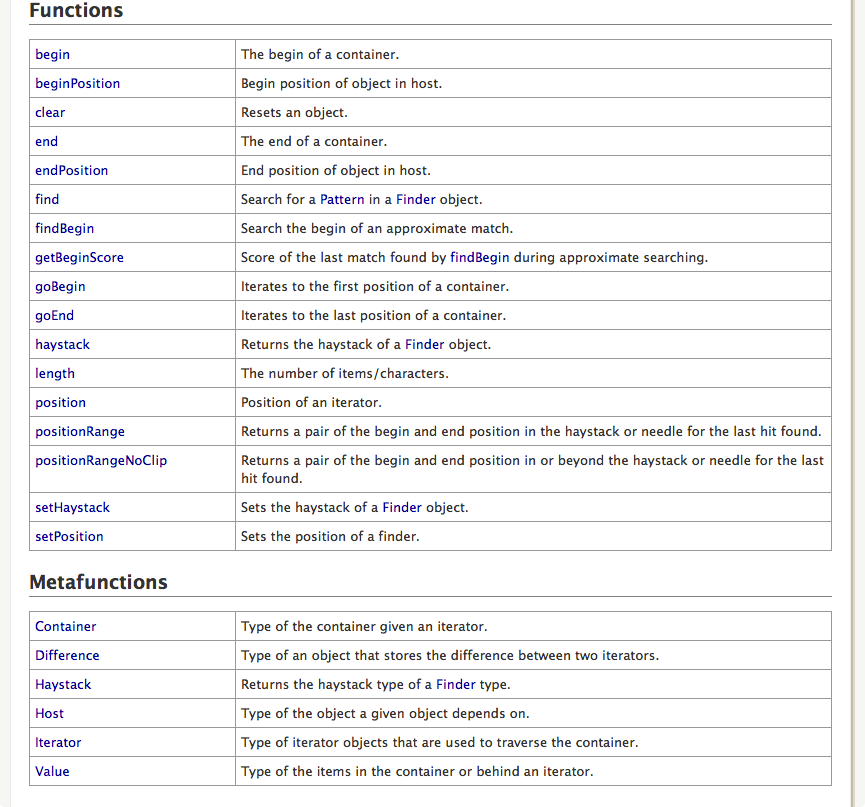 Functions
begin The begin of a container.
beginPosition Begin position of object in host.
clear Resets an object.
end The end of a container.
endPosition End position of object in host.
find Search for a Pattern in a Finder object.
findBegin Search the begin of an approximate match.
getBeginScore Score of the last match found by findBegin during approximate searching.
goBegin Iterates to the first position of a container.
goEnd Iterates to the last position of a container.
haystack Returns the haystack of a Finder object.
length The number of items/characters.
position Position of an iterator.
positionRange Returns a pair of the begin and end position in the haystack or needle for the last hit found.
positionRangeNoClip Returns a pair of the begin and end position in or beyond the haystack or needle for the last
hit found.
setHaystack Sets the haystack of a Finder object.
setPosition Sets the position of a finder.
Metafunctions
Container Type of the container given an iterator.
Difference Type of an object that stores the difference between two iterators.
Haystack Returns the haystack type of a Finder type.
Host Type of the object a given object depends on.
Iterator Type of iterator objects that are used to traverse the container.
Value Type of the items in the container or behind an iterator.